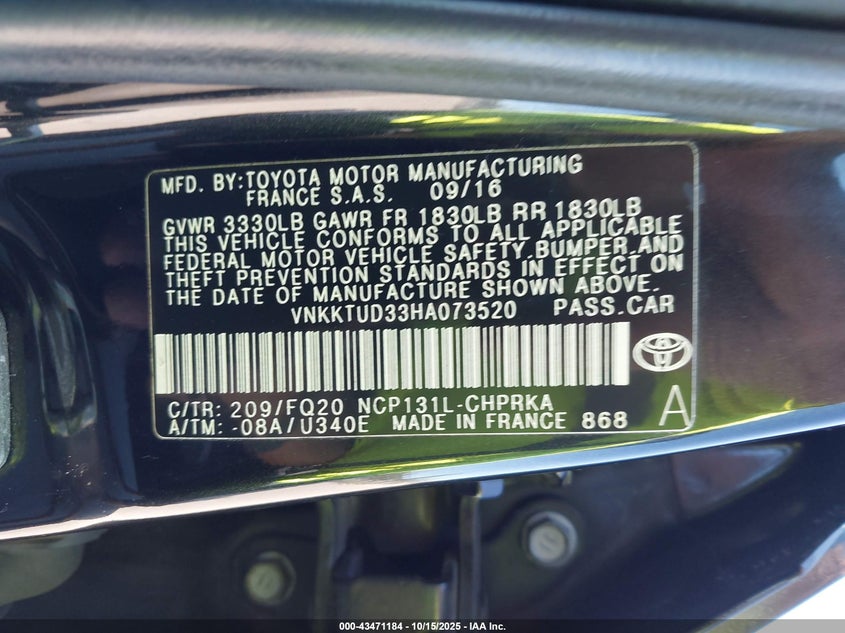 MFD. BY:TOYOTA MOTOR MANUFACTURING
FRANCE S.A.S. 09/16
GVWR 3330LB GAWR FR 1830LB RR 1830LB
THIS VEHICLE CONFORMS TO ALL APPLICABLE
FEDERAL MOTOR VEHICLE SAFETY,BUMPER,AND
THEFT PREVENTION STANDARDS IN EFFECT ON
THE DATE OF MANUFACTURE SHOWN ABOVE.
VNKKTUD33HA073520 PASS.CAR
C/TR: 209/FQ20 NCP131L-CHPRKA
A/TM: -08A/U340E MADE IN FRANCE 868 A
000-43471184 - 10/15/2025 - IAA Inc.